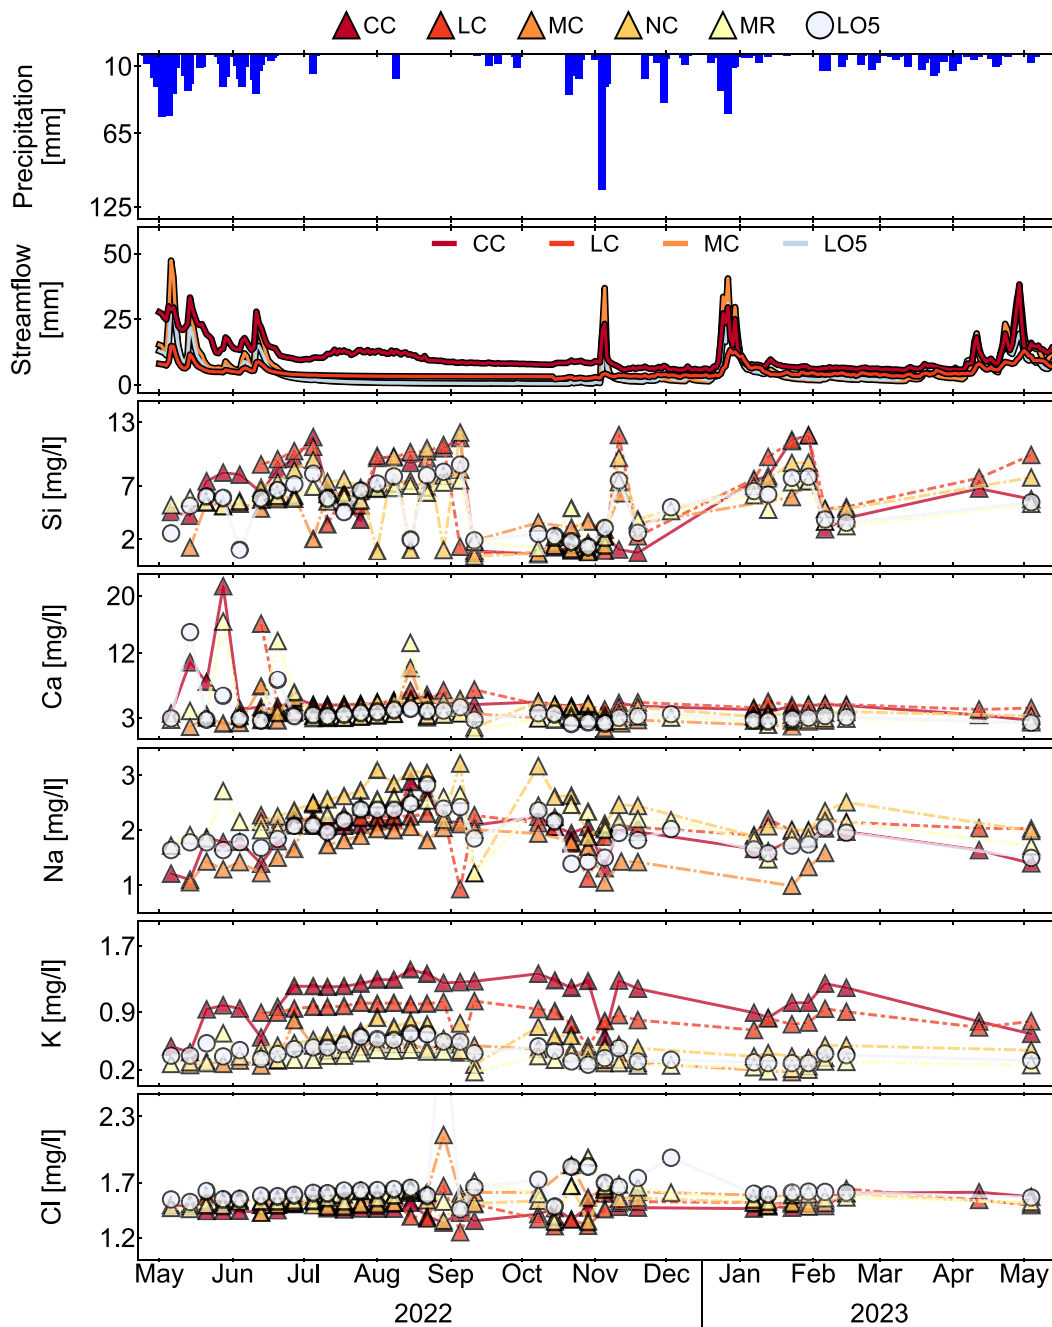 CC LC MC NC MR LO5
Precipitation [mm]
10
65
125
CC LC MC LO5
Streamflow [mm]
50
25
0
Si [mg/l]
13
7
2
Ca [mg/l]
20
12
3
Na [mg/l]
3
2
1
K [mg/l]
1.7
0.9
0.2
Cl [mg/l]
2.3
1.7
1.2
May Jun Jul Aug Sep Oct Nov Dec Jan Feb Mar Apr May
2022 2023